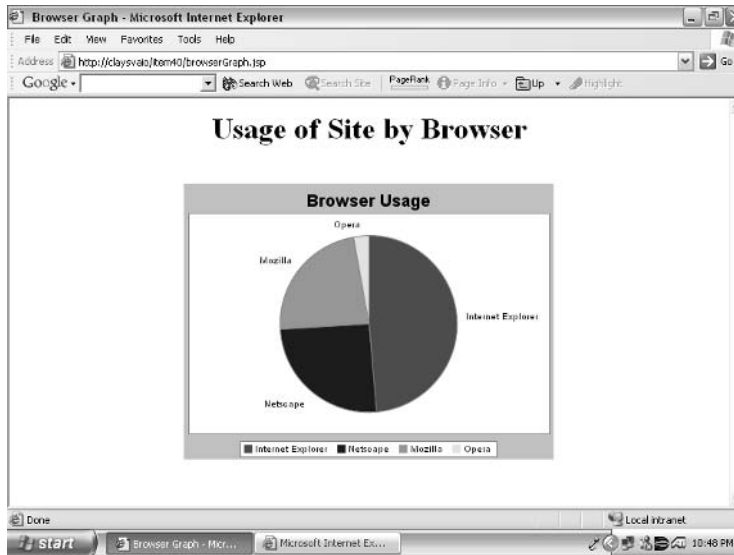 Browser Graph - Microsoft Internet Explorer
File Edit View Favorites Tools Help
Address http://claysvaio/item40/browserGraph.jsp Go
Google Search Web Search Site PageRank Page Info Up Highlight
Usage of Site by Browser
Browser Usage
Opera
Mozilla
Internet Explorer
Netscape
Internet Explorer Netscape Mozilla Opera
Done Local intranet
start Browser Graph - Micr... Microsoft Internet Ex... 10:48 PM